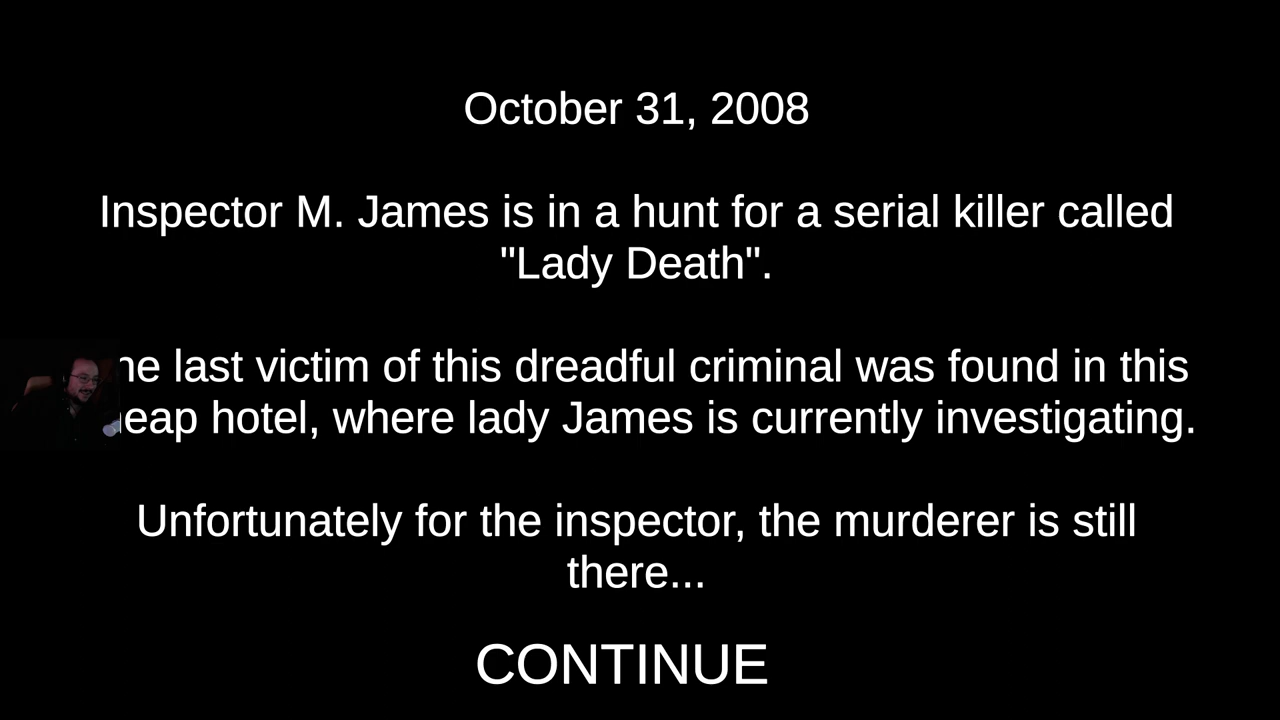 October 31, 2008
Inspector M. James is in a hunt for a serial killer called
"Lady Death".
last victim of this dreadful criminal was found in this
hotel, where lady James is currently investigating.
Unfortunately for the inspector, the murderer is still
there...
CONTINUE